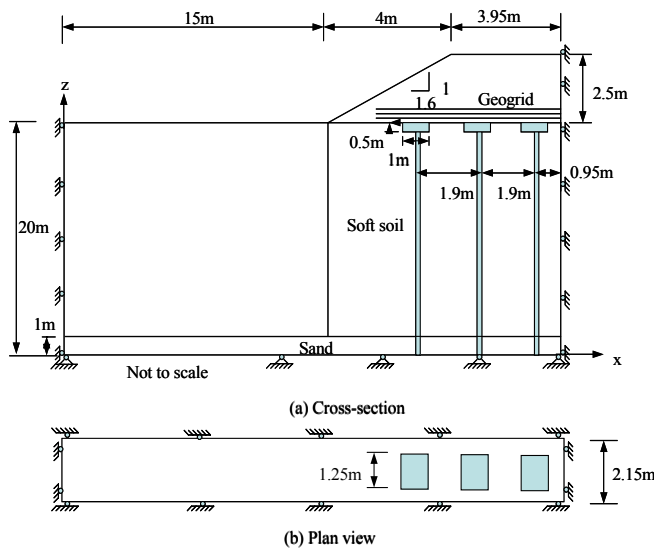 15m
4m
3.95m
z
1
1.6
Geogrid
2.5m
0.5m
1m
0.95m
1.9m
1.9m
20m
Soft soil
1m
Sand
x
Not to scale
(a) Cross-section
1.25m
2.15m
(b) Plan view